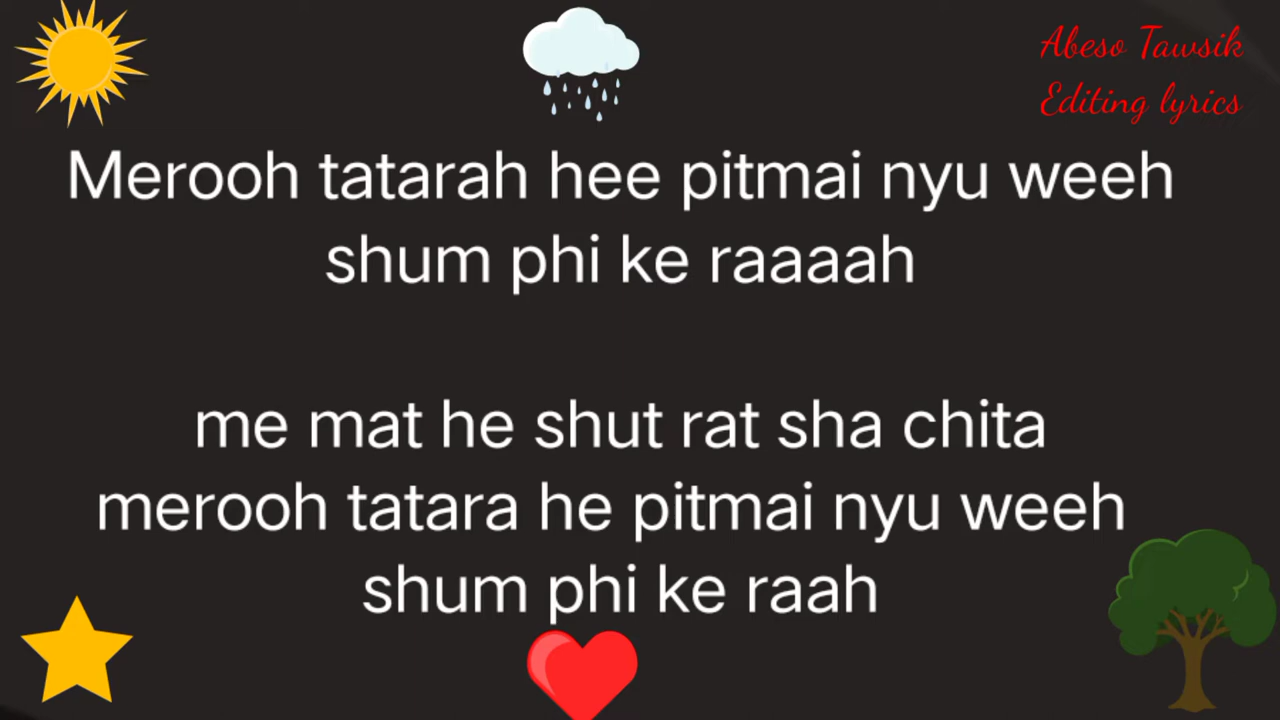 Abeso Tawsik
Editing lyrics
Merooh tatarah hee pitmai nyu weeh
shum phi ke raaaah
me mat he shut rat sha chita
merooh tatara he pitmai nyu weeh
shum phi ke raah